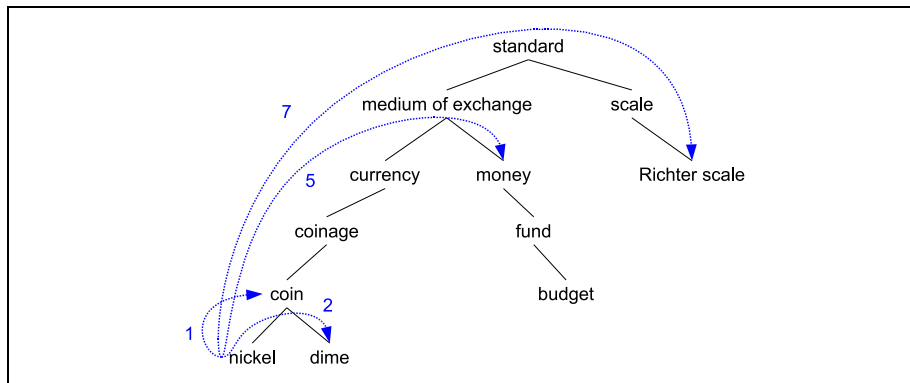 standard
medium of exchange scale
7
5
currency money Richter scale
coinage fund
coin budget
1 2
nickel dime